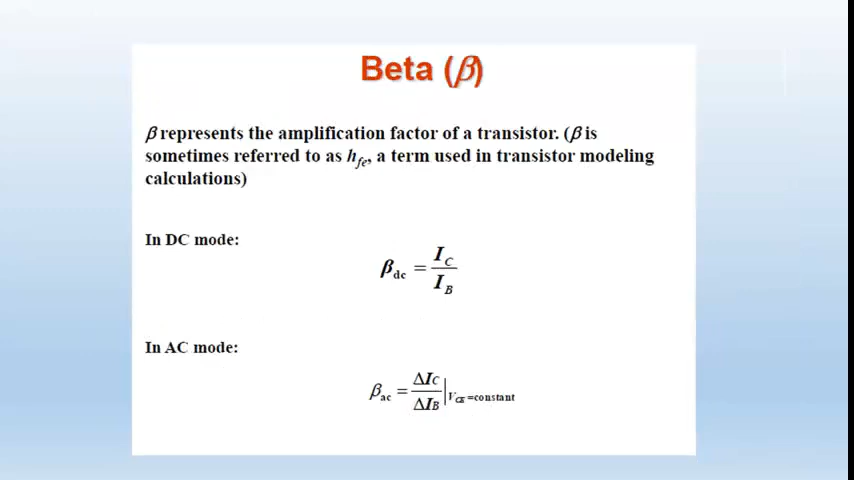 Beta (β)
β represents the amplification factor of a transistor. (β is
sometimes referred to as hfe, a term used in transistor modeling
calculations)
In DC mode:
βdc = IC / IB
In AC mode:
βac = ΔIC / ΔIB | VCE=constant